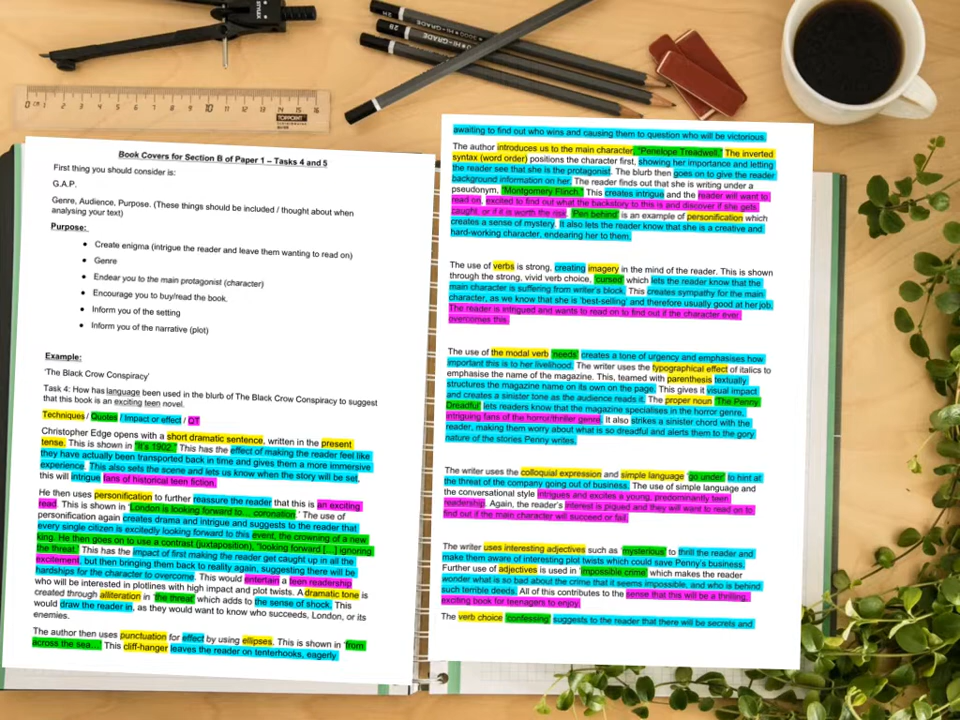 Book Covers for Section B of Paper 1 – Tasks 4 and 5
First thing you should consider is:
G.A.P.
Genre, Audience, Purpose. (These things should be included / thought about when
analysing your text)
Purpose:
Create enigma (intrigue the reader and leave them wanting to read on)
Genre
Endear you to the main protagonist (character)
Encourage you to buy/read the book.
Inform you of the setting
Inform you of the narrative (plot)
Example:
'The Black Crow Conspiracy'
Task 4: How has language been used in the blurb of The Black Crow Conspiracy to suggest
that this book is an exciting teen novel.
Techniques / Quotes / Impact or effect / QT
Christopher Edge opens with a short dramatic sentence, written in the present
tense. This is shown in 'It's 1902.' This has the effect of making the reader feel like
they have actually been transported back in time and gives them a more immersive
experience. This also sets the scene and lets us know when the story will be set,
this will intrigue fans of historical teen fiction.
He then uses personification to further reassure the reader that this is an exciting
read. This is shown in 'London is looking forward to… coronation.' The use of
personification again creates drama and intrigue and suggests to the reader that
every single citizen is excitedly looking forward to this event, the crowning of a new
king. He then goes on to use a contrast (juxtaposition), 'looking forward […] ignoring
the threat.' This has the impact of first making the reader get caught up in all the
excitement, but then bringing them back to reality again, suggesting there will be
hardships for the character to overcome. This would entertain a teen readership
who will be interested in plotlines with high impact and plot twists. A dramatic tone is
created through alliteration in 'the threat' which adds to the sense of shock. This
would draw the reader in, as they would want to know who succeeds, London, or its
enemies.
The author then uses punctuation for effect by using ellipses. This is shown in 'from
across the sea…' This cliff-hanger leaves the reader on tenterhooks, eagerly
awaiting to find out who wins and causing them to question who will be victorious.
The author introduces us to the main character, 'Penelope Treadwell.' The inverted
syntax (word order) positions the character first, showing her importance and letting
the reader see that she is the protagonist. The blurb then goes on to give the reader
background information on her. The reader finds out that she is writing under a
pseudonym, 'Montgomery Flinch.' This creates intrigue and the reader will want to
read on, excited to find out what the backstory to this is and discover if she gets
caught, or if it is worth the risk. 'Pen behind' is an example of personification which
creates a sense of mystery. It also lets the reader know that she is a creative and
hard-working character, endearing her to them.
The use of verbs is strong, creating imagery in the mind of the reader. This is shown
through the strong, vivid verb choice, 'cursed' which lets the reader know that the
main character is suffering from writer's block. This creates sympathy for the main
character, as we know that she is 'best-selling' and therefore usually good at her job.
The reader is intrigued and wants to read on to find out if the character ever
overcomes this.
The use of the modal verb 'needs' creates a tone of urgency and emphasises how
important this is to her livelihood. The writer uses the typographical effect of italics to
emphasise the name of the magazine. This, teamed with parenthesis textually
structures the magazine name on its own on the page. This gives it visual impact
and creates a sinister tone as the audience reads it. The proper noun 'The Penny
Dreadful' lets readers know that the magazine specialises in the horror genre,
intriguing fans of the horror/thriller genre. It also strikes a sinister chord with the
reader, making them worry about what is so dreadful and alerts them to the gory
nature of the stories Penny writes.
The writer uses the colloquial expression and simple language 'go under' to hint at
the threat of the company going out of business. The use of simple language and
the conversational style intrigues and excites a young, predominantly teen
readership. Again, the reader's interest is piqued and they will want to read on to
find out if the main character will succeed or fail.
The writer uses interesting adjectives such as 'mysterious' to thrill the reader and
make them aware of interesting plot twists which could save Penny's business.
Further use of adjectives is used in 'impossible crime' which makes the reader
wonder what is so bad about the crime that it seems impossible, and who is behind
such terrible deeds. All of this contributes to the sense that this will be a thrilling,
exciting book for teenagers to enjoy.
The verb choice 'confessing' suggests to the reader that there will be secrets and